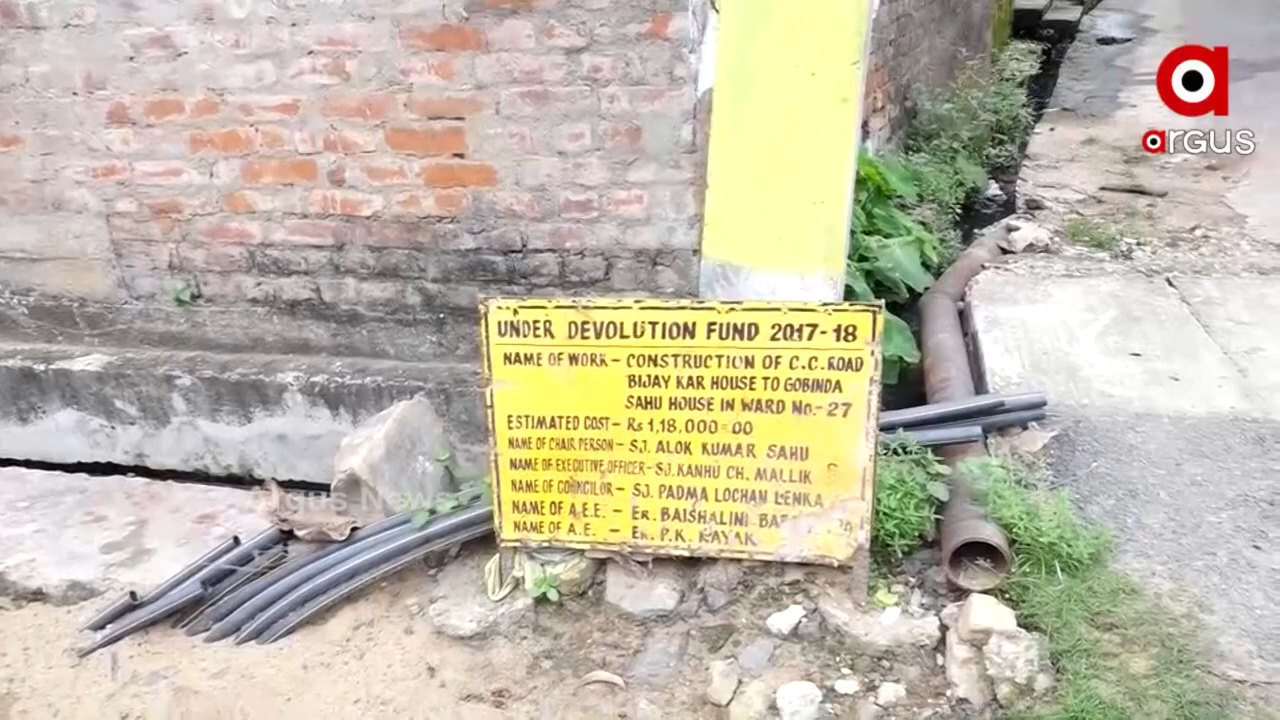 argus
UNDER DEVOLUTION FUND 2017-18
NAME OF WORK - CONSTRUCTION OF C.C. ROAD
BIJAY KAR HOUSE TO GOBINDA
SAHU HOUSE IN WARD No.- 27
ESTIMATED COST - Rs 1,18,000=00
NAME OF CHAIR PERSON - SJ. ALOK KUMAR SAHU
NAME OF EXECUTIVE OFFICER - SJ. KANHU CH. MALLIK
NAME OF COUNCILOR - SJ. PADMA LOCHAN LENKA
NAME OF A.E.E. - ER. BAISHALINI
NAME OF A.E. - ER. P.K. NAYAK
Argus News